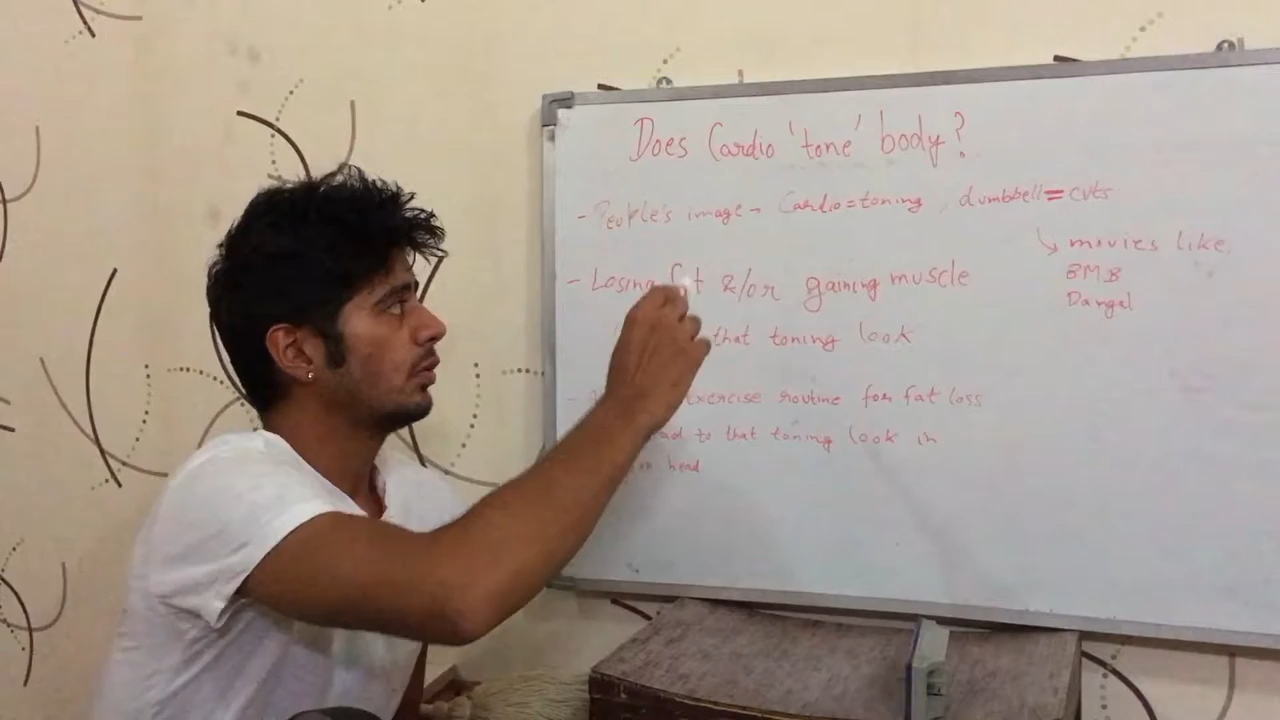 Does Cardio 'tone' body?
- People's image → Cardio=toning, dumbbell=cuts
↳ movies like
BMB
Dangal
- Losing fat &/or gaining muscle
that toning look
- exercise routine for fat loss
to that toning look in
head